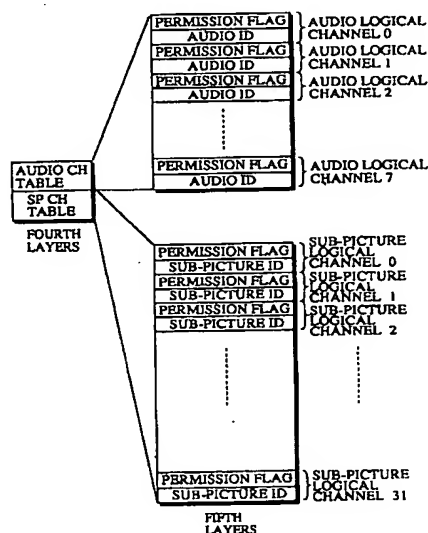 PERMISSION FLAG
AUDIO ID
AUDIO LOGICAL
CHANNEL 0
PERMISSION FLAG
AUDIO ID
AUDIO LOGICAL
CHANNEL 1
PERMISSION FLAG
AUDIO ID
AUDIO LOGICAL
CHANNEL 2
PERMISSION FLAG
AUDIO ID
AUDIO LOGICAL
CHANNEL 7
AUDIO CH
TABLE
SP CH
TABLE
FOURTH
LAYERS
PERMISSION FLAG
SUB-PICTURE ID
SUB-PICTURE
LOGICAL
CHANNEL 0
PERMISSION FLAG
SUB-PICTURE ID
SUB-PICTURE
LOGICAL
CHANNEL 1
PERMISSION FLAG
SUB-PICTURE ID
SUB-PICTURE
LOGICAL
CHANNEL 2
PERMISSION FLAG
SUB-PICTURE ID
SUB-PICTURE
LOGICAL
CHANNEL 31
FIFTH
LAYERS